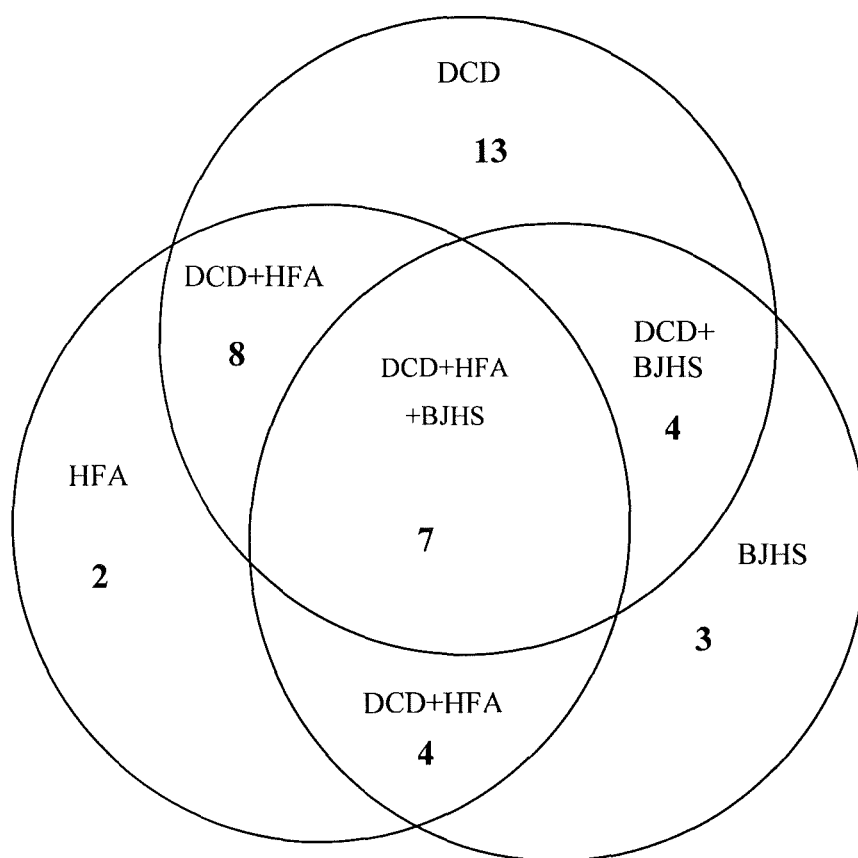 DCD
13
DCD+HFA
8
DCD+HFA
+BJHS
7
DCD+
BJHS
4
HFA
2
BJHS
3
DCD+HFA
4